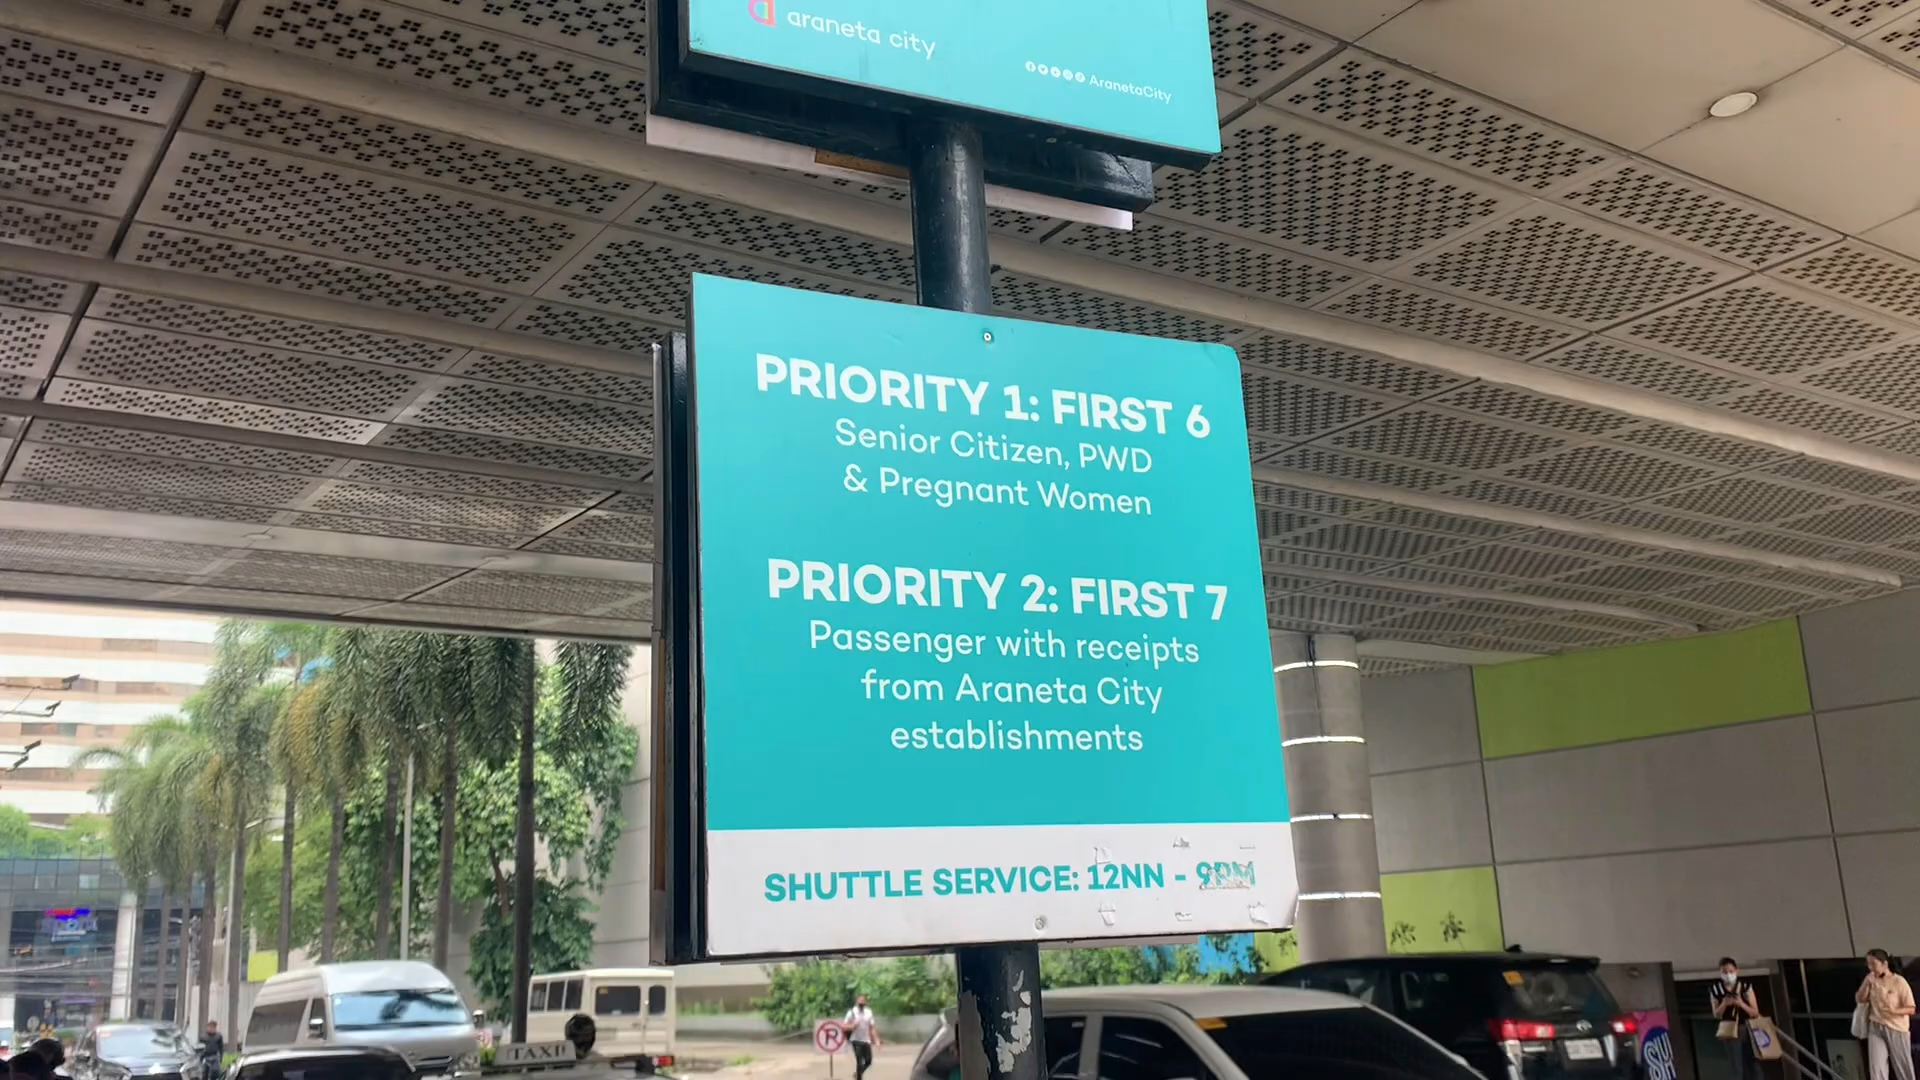 araneta city
AranetaCity
PRIORITY 1: FIRST 6
Senior Citizen, PWD
& Pregnant Women
PRIORITY 2: FIRST 7
Passenger with receipts
from Araneta City
establishments
SHUTTLE SERVICE: 12NN - 9PM
TAXI
SM